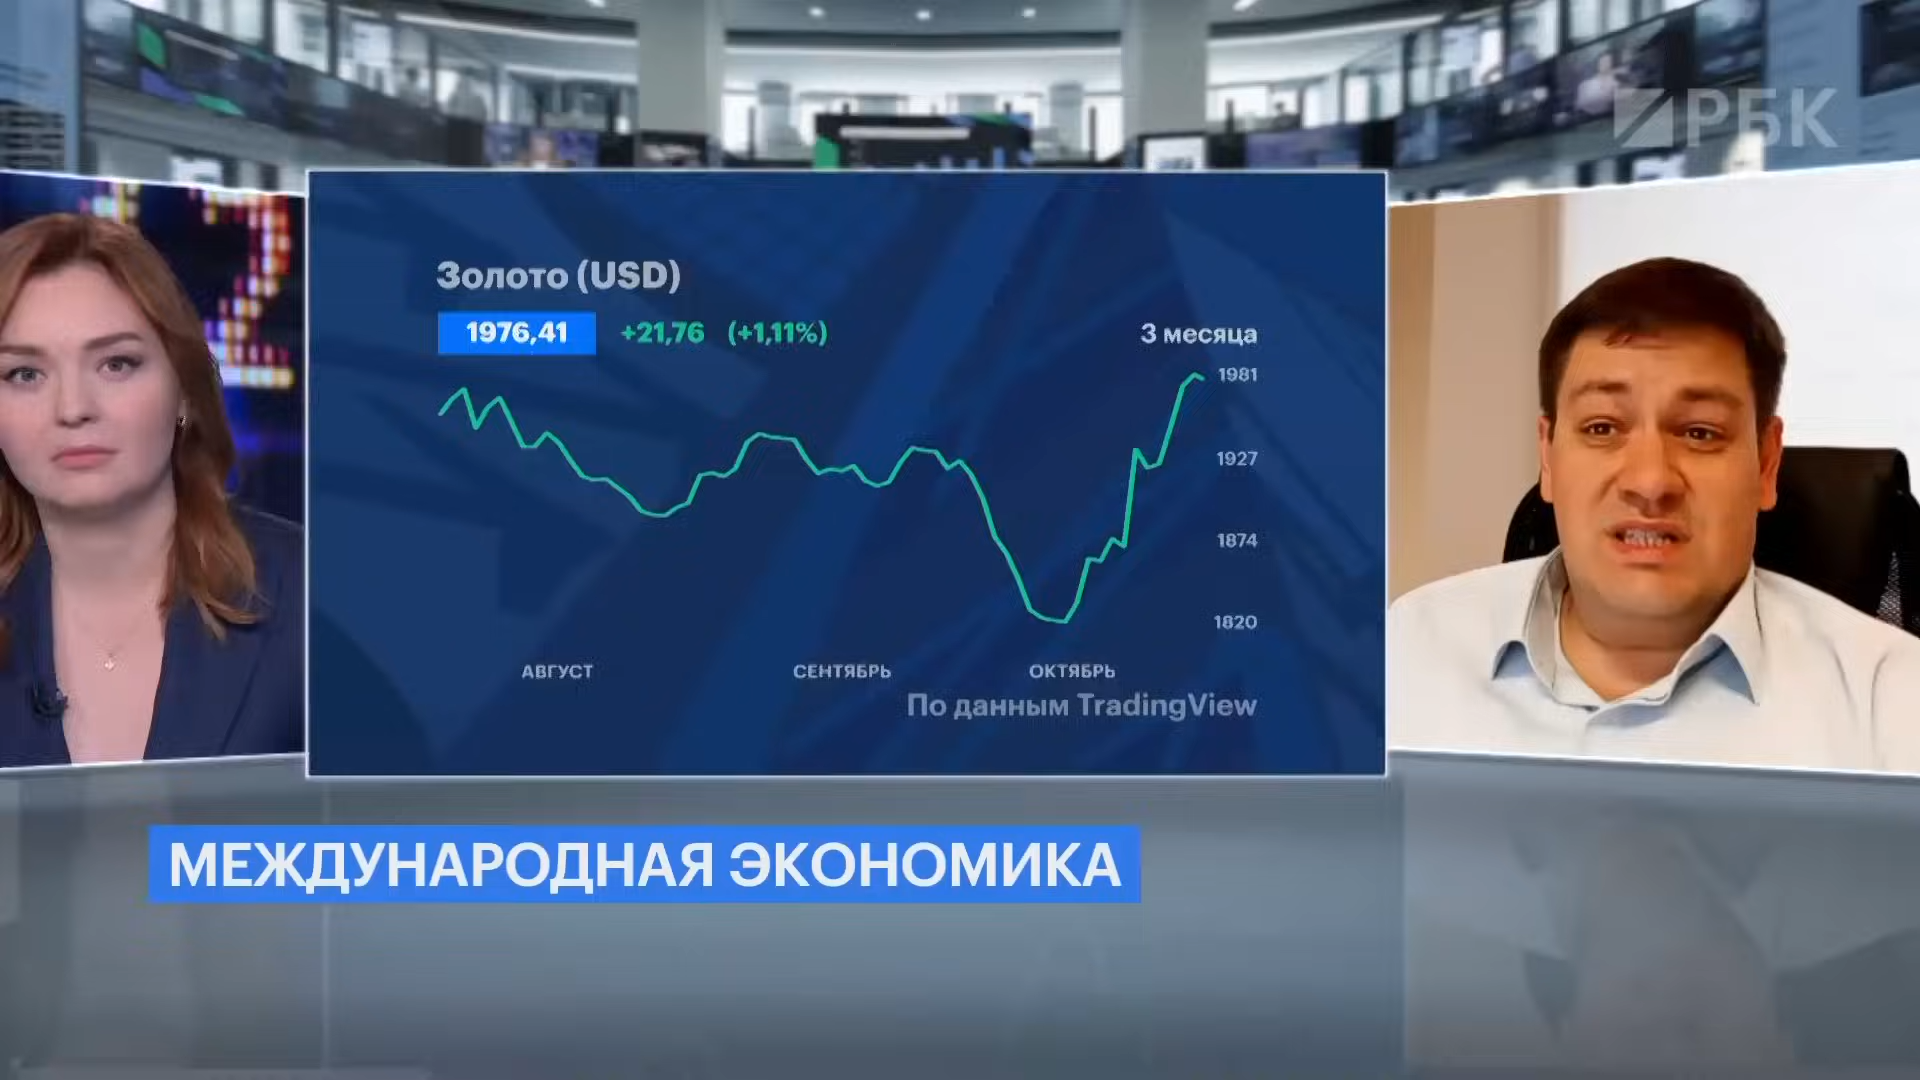 РБК
Золото (USD)
1976,41 +21,76 (+1,11%)
3 месяца
1981
1927
1874
1820
АВГУСТ СЕНТЯБРЬ ОКТЯБРЬ
По данным TradingView
МЕЖДУНАРОДНАЯ ЭКОНОМИКА